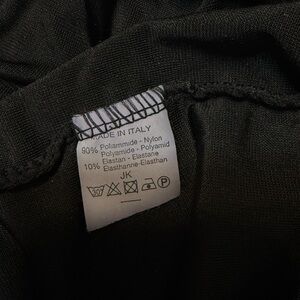 MADE IN ITALY
90% Poliammide - Nylon
Polyamide - Polyamid
10% Elastan - Elastane
Elasthanne-Elasthan
JK
P